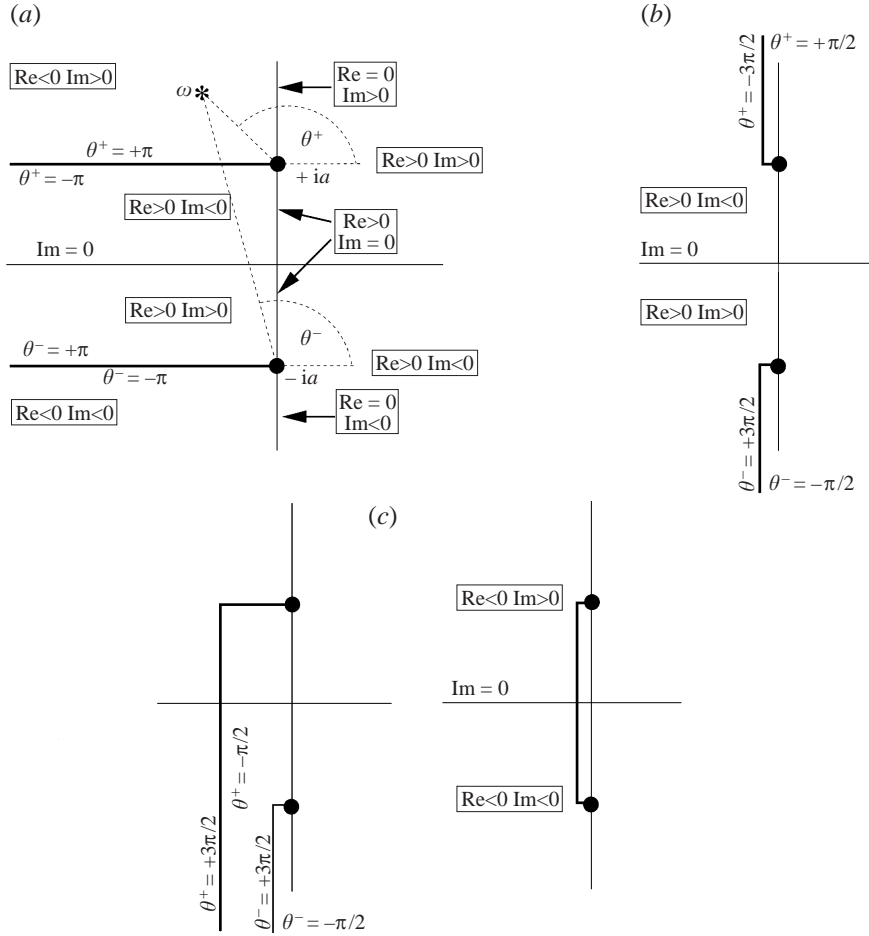 (a)
Re<0 Im>0
ω
Re = 0
Im>0
θ⁺
θ⁺ = +π
θ⁺ = −π
+ ia
Re>0 Im>0
Re>0 Im<0
Re>0
Im = 0
Im = 0
Re>0 Im>0
θ⁻
θ⁻ = +π
θ⁻ = −π
− ia
Re>0 Im<0
Re<0 Im<0
Re = 0
Im<0
(b)
θ⁺ = −3π/2
θ⁺ = +π/2
Re>0 Im<0
Im = 0
Re>0 Im>0
θ⁻ = +3π/2
θ⁻ = −π/2
(c)
θ⁺ = +3π/2
θ⁺ = −π/2
θ⁻ = +3π/2
θ⁻ = −π/2
Re<0 Im>0
Im = 0
Re<0 Im<0